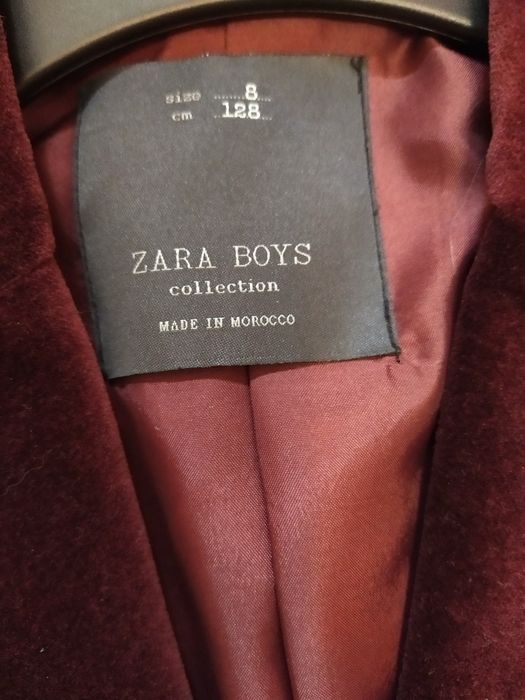 size ........8....
cm ..128...
ZARA BOYS
collection
MADE IN MOROCCO